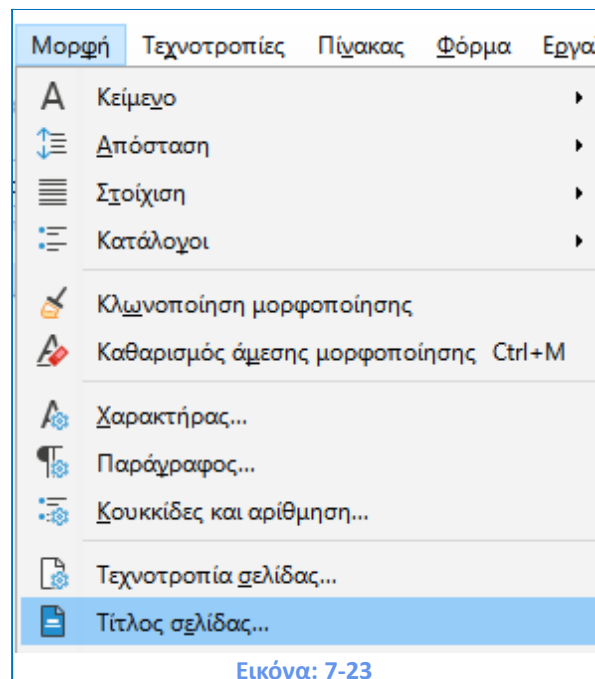 Μορφή Τεχνοτροπίες Πίνακας Φόρμα Εργα
Κείμενο
Απόσταση
Στοίχιση
Κατάλογοι
Κλωνοποίηση μορφοποίησης
Καθαρισμός άμεσης μορφοποίησης Ctrl+M
Χαρακτήρας...
Παράγραφος...
Κουκκίδες και αρίθμηση...
Τεχνοτροπία σελίδας...
Τίτλος σελίδας...
Εικόνα: 7-23